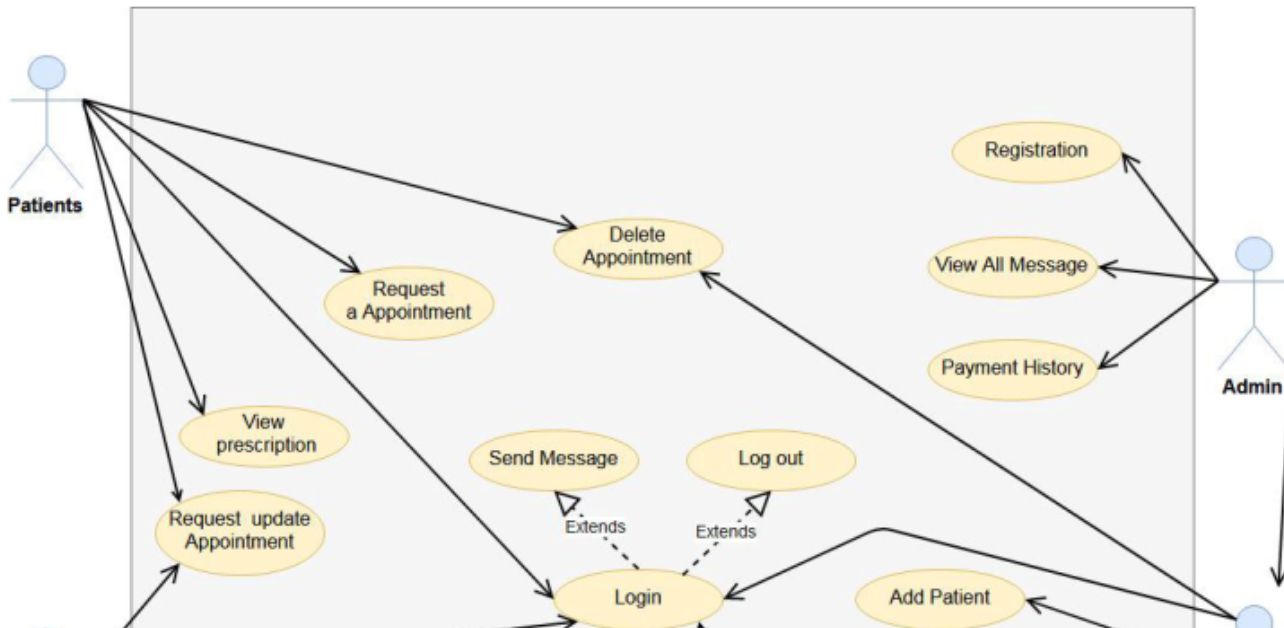 Patients
Registration
Delete
Appointment
View All Message
Request
a Appointment
Payment History
Admin
View
prescription
Send Message
Log out
Request update
Appointment
Extends
Extends
Login
Add Patient